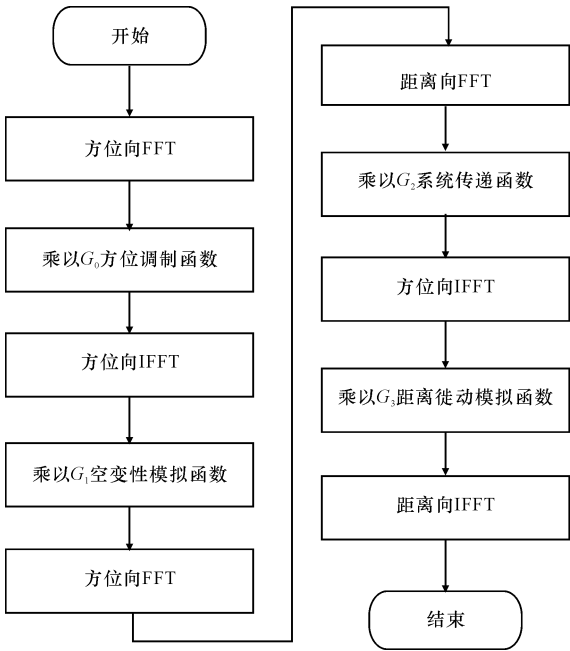 开始
方位向FFT
乘以G₀方位调制函数
方位向IFFT
乘以G₁空变性模拟函数
方位向FFT
距离向FFT
乘以G₂系统传递函数
方位向IFFT
乘以G₃距离徙动模拟函数
距离向IFFT
结束